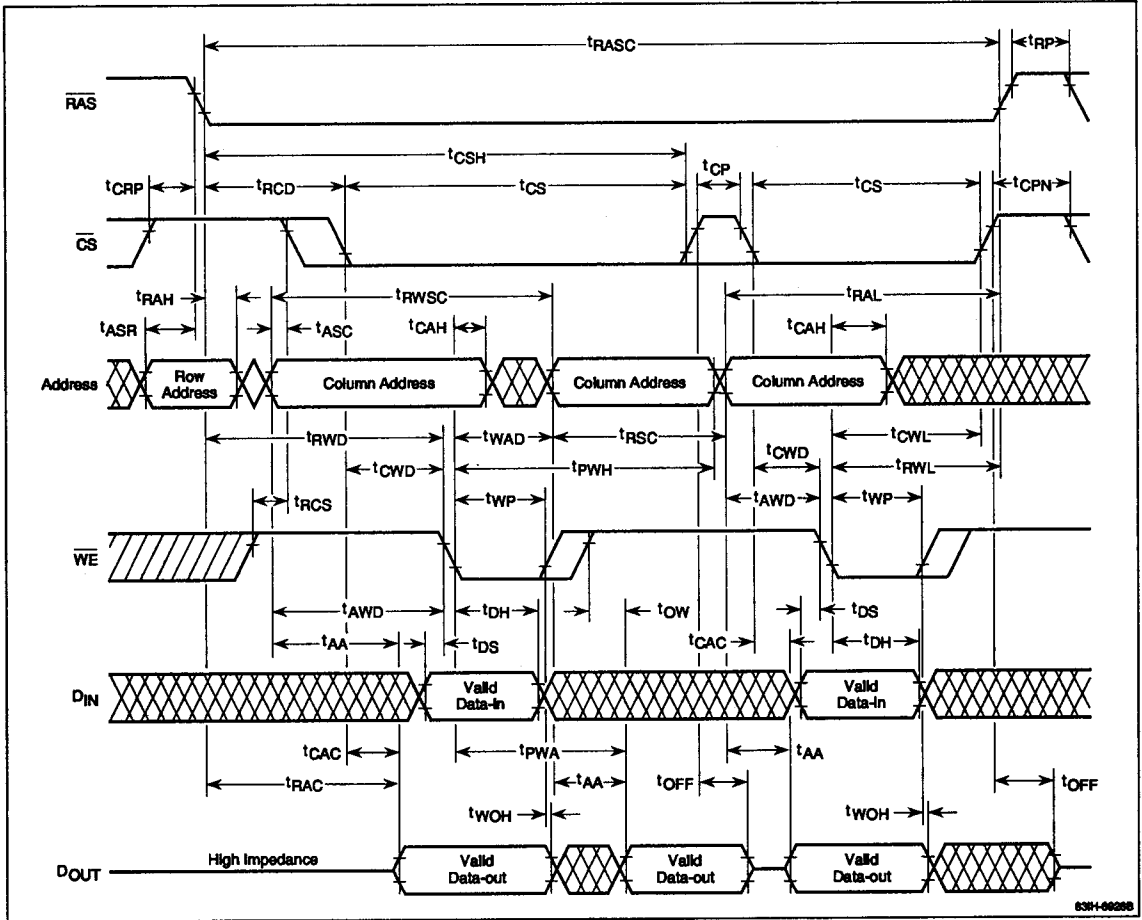 tRASC
tRP
RAS
tCSH
tCP
tCRP
tRCD
tCS
tCS
tCPN
CS
tRAH
tRWSC
tRAL
tASR
tASC
tCAH
tCAH
Address
Row
Address
Column Address
Column Address
Column Address
tRWD
tWAD
tRSC
tCWL
tCWD
tCWD
tPWH
tRWL
tRCS
tWP
tAWD
tWP
WE
tAWD
tDH
tOW
tDS
tAA
tDS
tCAC
tDH
DIN
Valid
Data-In
Valid
Data-In
tCAC
tPWA
tAA
tRAC
tAA
tOFF
tOFF
tWOH
tWOH
DOUT
High Impedance
Valid
Data-out
Valid
Data-out
Valid
Data-out
83IH-6926B